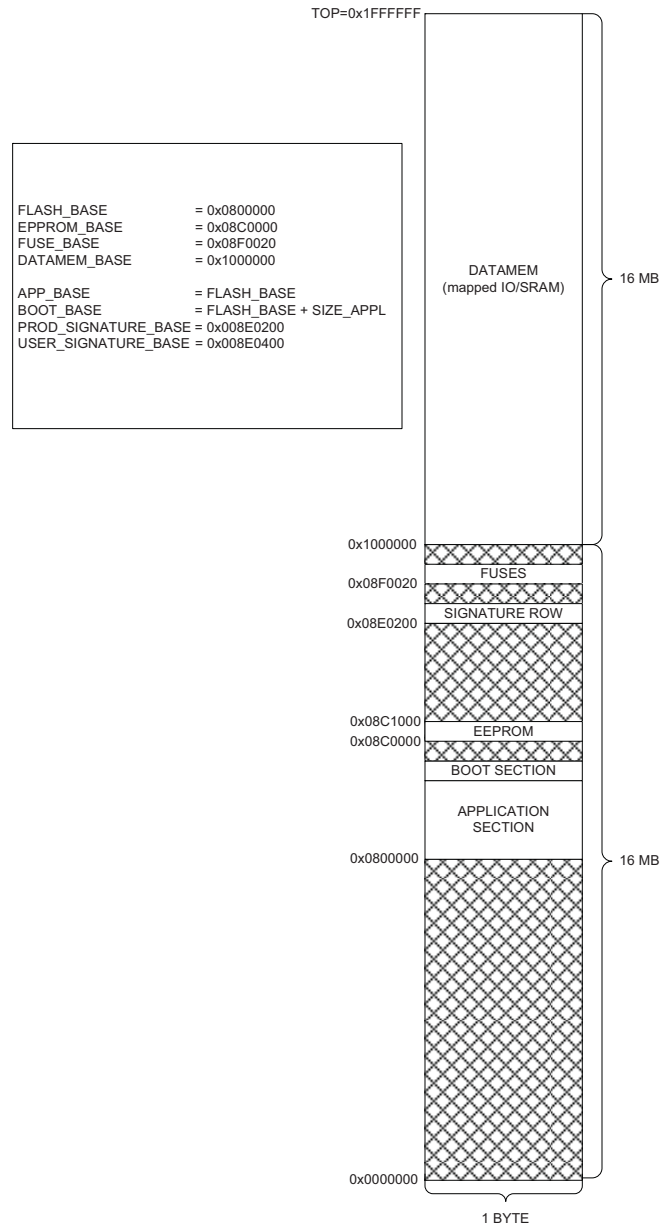 TOP=0x1FFFFFF
FLASH_BASE = 0x0800000
EPPROM_BASE = 0x08C0000
FUSE_BASE = 0x08F0020
DATAMEM_BASE = 0x1000000
APP_BASE = FLASH_BASE
BOOT_BASE = FLASH_BASE + SIZE_APPL
PROD_SIGNATURE_BASE = 0x008E0200
USER_SIGNATURE_BASE = 0x008E0400
DATAMEM
(mapped IO/SRAM)
16 MB
0x1000000
FUSES
0x08F0020
SIGNATURE ROW
0x08E0200
0x08C1000
EEPROM
0x08C0000
BOOT SECTION
APPLICATION
SECTION
0x0800000
16 MB
0x0000000
1 BYTE